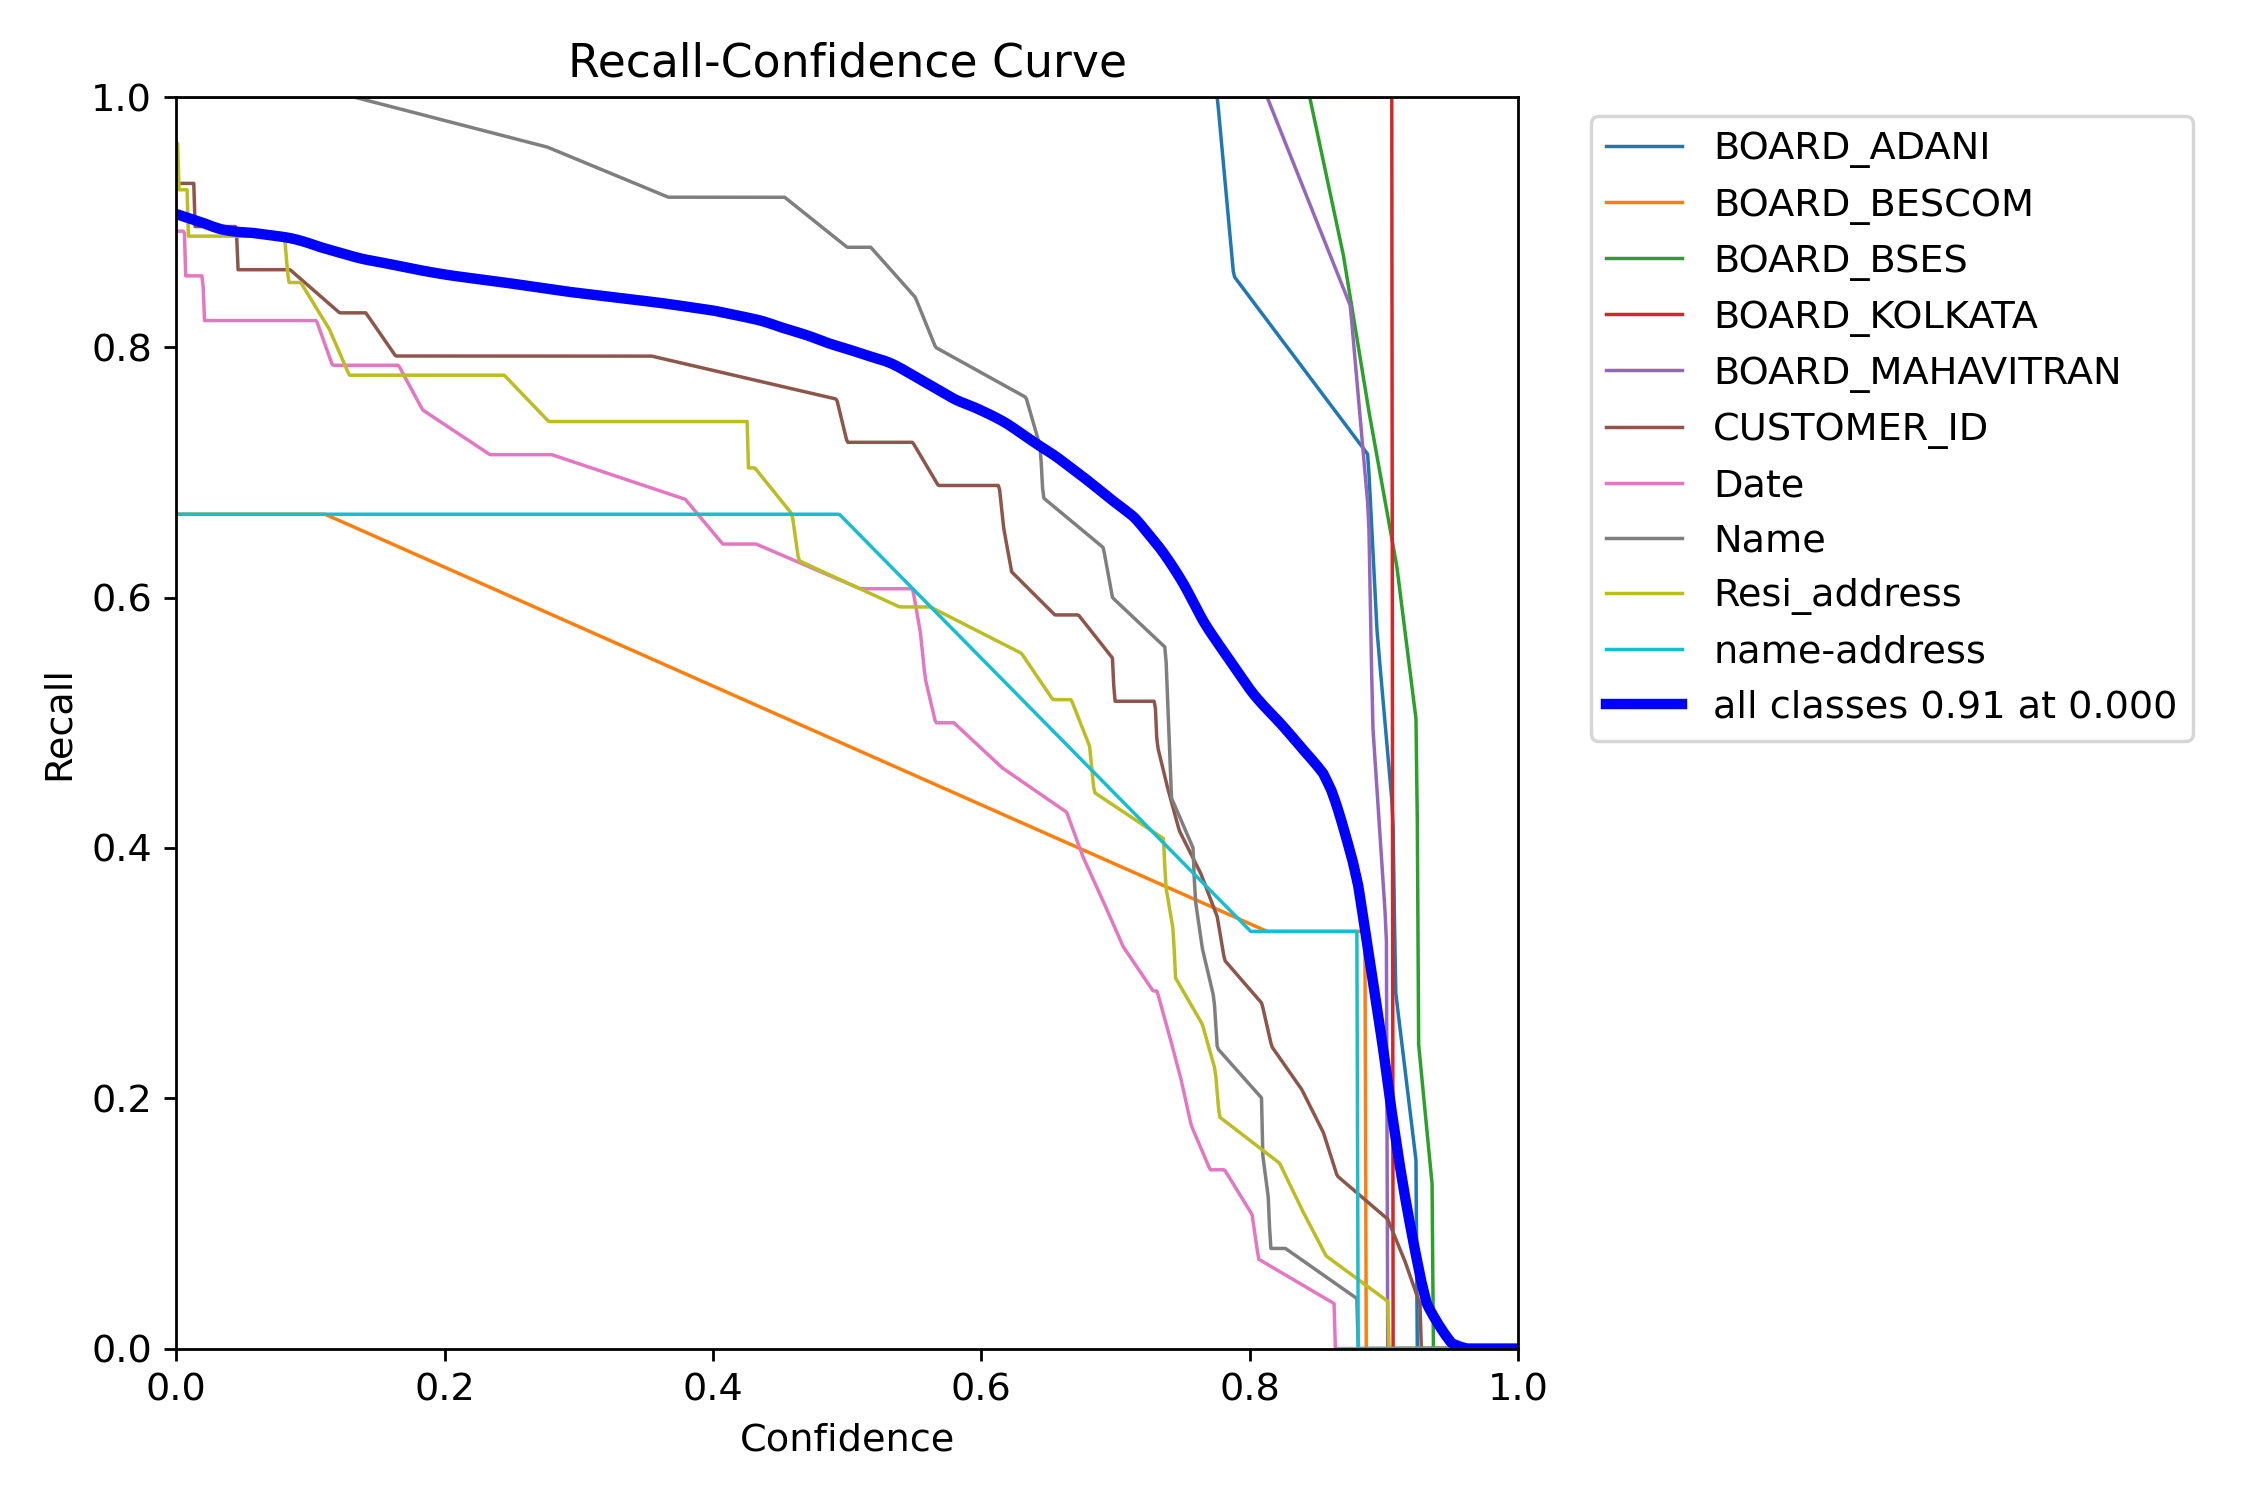 Recall-Confidence Curve
1.0
0.8
0.6
0.4
0.2
0.0
Recall
0.0 0.2 0.4 0.6 0.8 1.0
Confidence
BOARD_ADANI
BOARD_BESCOM
BOARD_BSES
BOARD_KOLKATA
BOARD_MAHAVITRAN
CUSTOMER_ID
Date
Name
Resi_address
name-address
all classes 0.91 at 0.000